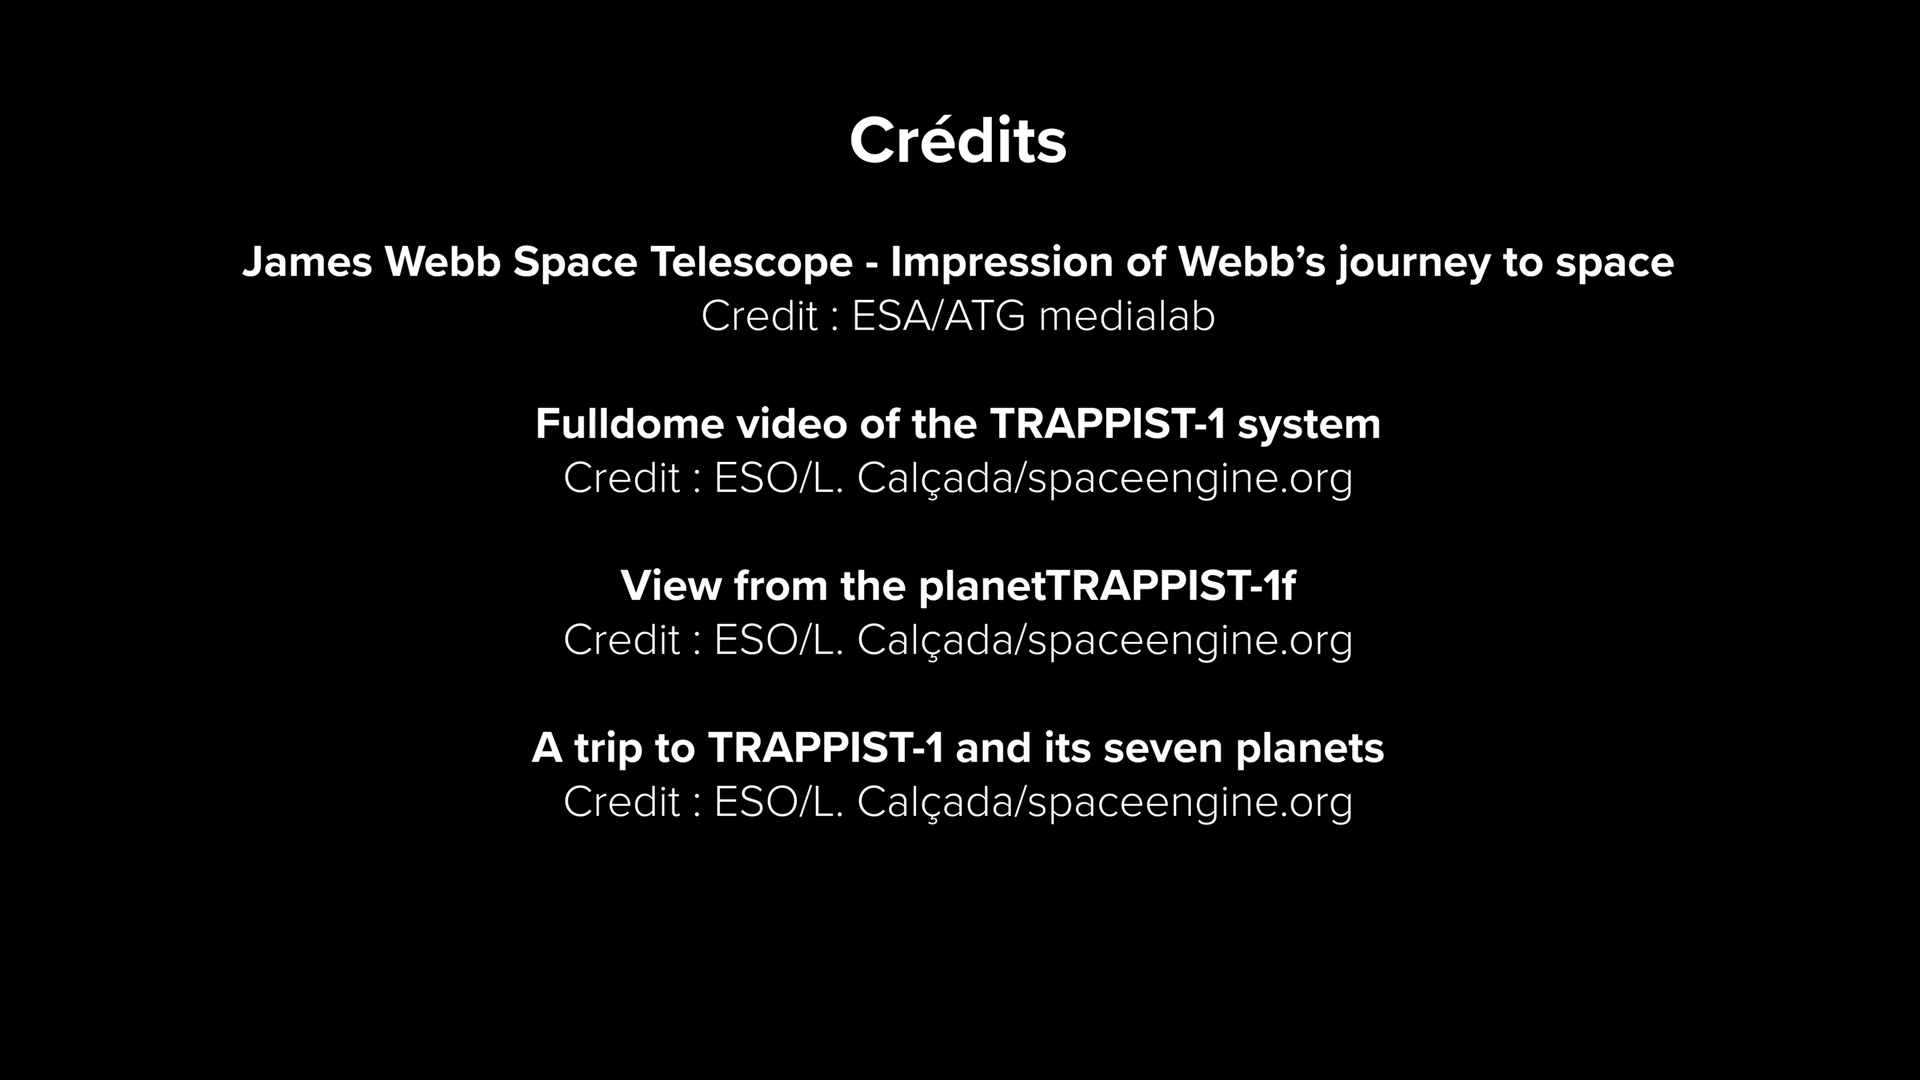 Crédits
James Webb Space Telescope - Impression of Webb’s journey to space
Credit : ESA/ATG medialab
Fulldome video of the TRAPPIST-1 system
Credit : ESO/L. Calçada/spaceengine.org
View from the planetTRAPPIST-1f
Credit : ESO/L. Calçada/spaceengine.org
A trip to TRAPPIST-1 and its seven planets
Credit : ESO/L. Calçada/spaceengine.org